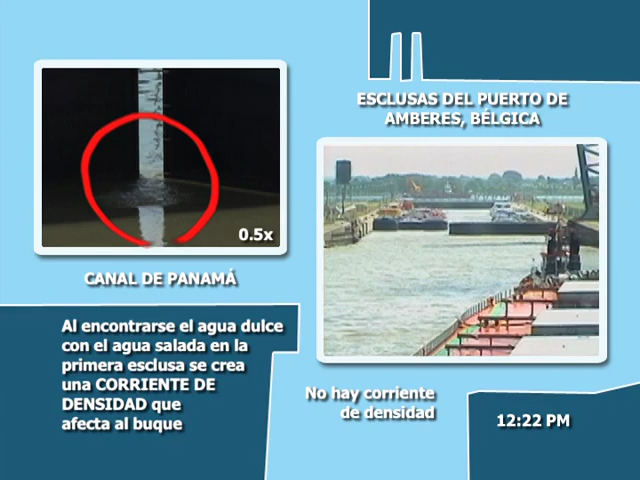 ESCLUSAS DEL PUERTO DE
AMBERES, BÉLGICA
0.5x
CANAL DE PANAMÁ
Al encontrarse el agua dulce
con el agua salada en la
primera esclusa se crea
una CORRIENTE DE
DENSIDAD que
afecta al buque
No hay corriente
de densidad
12:22 PM